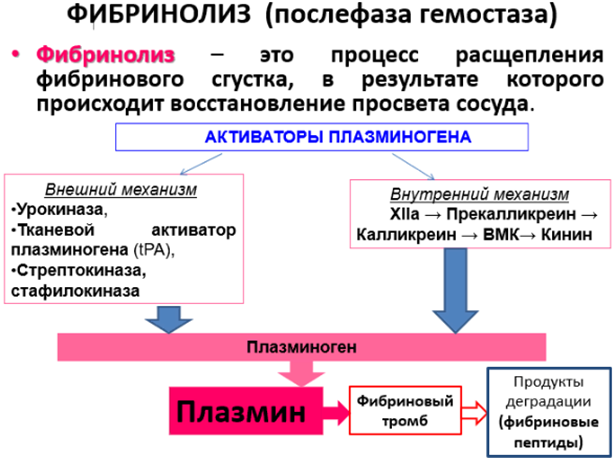 ФИБРИНОЛИЗ (послефаза гемостаза)
• Фибринолиз – это процесс расщепления
фибринового сгустка, в результате которого
происходит восстановление просвета сосуда.
АКТИВАТОРЫ ПЛАЗМИНОГЕНА
Внешний механизм
•Урокиназа,
•Тканевой активатор
плазминогена (tPA),
•Стрептокиназа,
стафилокиназа
Внутренний механизм
XIIa → Прекалликреин →
Калликреин → ВМК→ Кинин
Плазминоген
Плазмин
Фибриновый
тромб
Продукты
деградации
(фибриновые
пептиды)